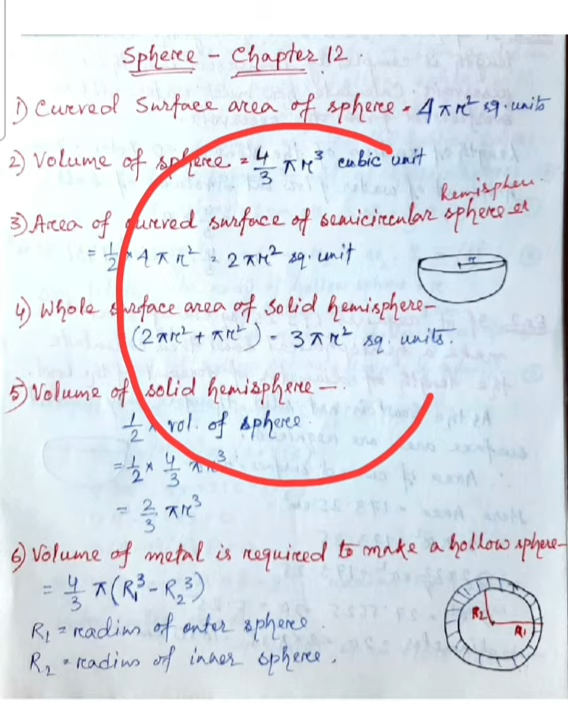 Sphere - Chapter 12.
1) Curved Surface area of sphere = 4πr² sq. units
2) Volume of sphere = 4/3 πr³ cubic unit
hemisphere
3) Area of curved surface of semicircular sphere or
= 1/2 × 4πr² = 2πr² sq. unit
r
4) Whole surface area of solid hemisphere-
(2πr² + πr²) = 3πr² sq. units.
5) Volume of solid hemisphere -.
1/2 × vol. of sphere.
= 1/2 × 4/3 πr³
= 2/3 πr³
6) Volume of metal is required to make a hollow sphere-
= 4/3 π(R₁³ - R₂³)
R₁ = radius of outer sphere.
R₂ = radius of inner sphere.
R₂
R₁